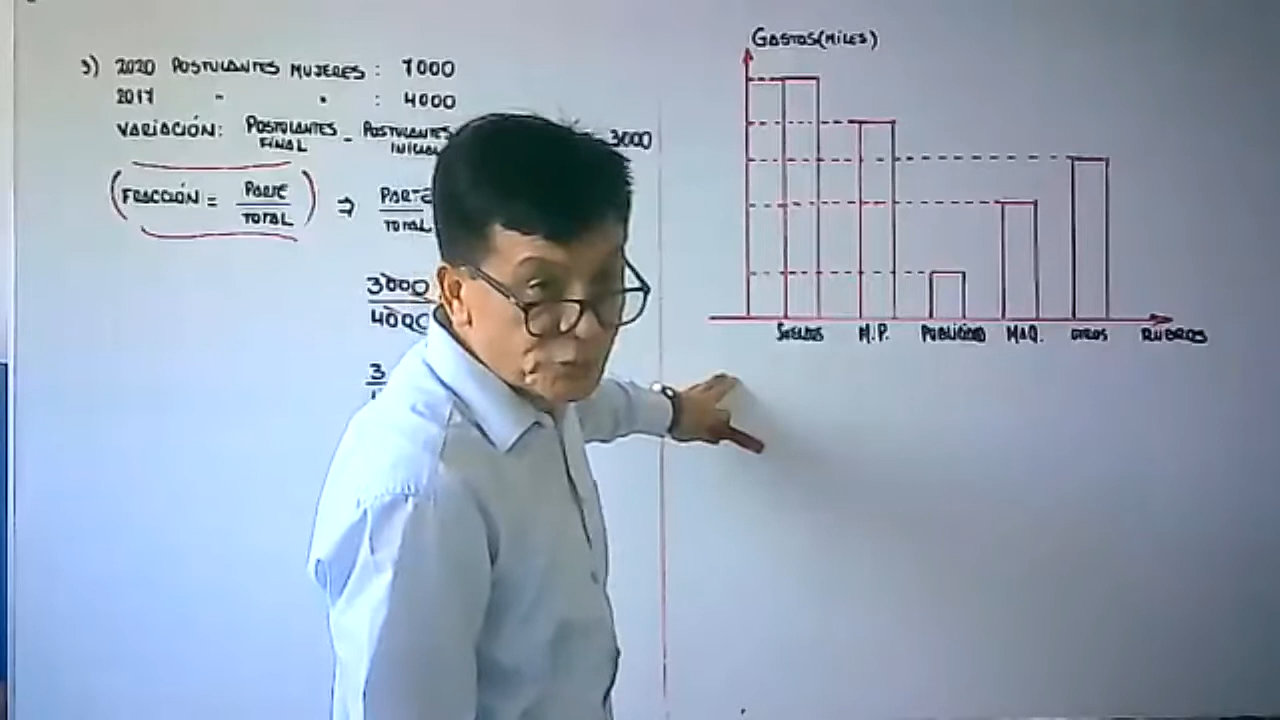 3) 2020 POSTULANTES MUJERES : 7000
2017 " " : 4000
VARIACIÓN: POSTULANTES FINAL - POSTULANTES INICIAL 3000
(FRACCIÓN = PARTE / TOTAL) ⇒ PARTE / TOTAL
3000
4000
3
GASTOS(MILES)
SUELDOS M.P. PUBLICIDAD MAQ. OTROS RUBROS